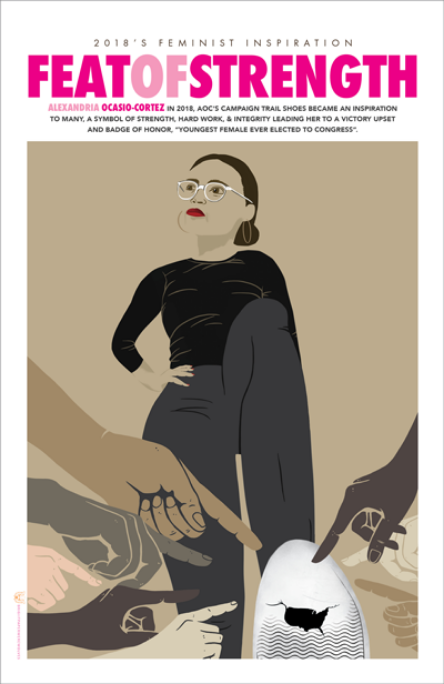 2018'S FEMINIST INSPIRATION
FEATOFSTRENGTH
ALEXANDRIA OCASIO-CORTEZ IN 2018, AOC'S CAMPAIGN TRAIL SHOES BECAME AN INSPIRATION
TO MANY, A SYMBOL OF STRENGTH, HARD WORK, & INTEGRITY LEADING HER TO A VICTORY UPSET
AND BADGE OF HONOR, "YOUNGEST FEMALE EVER ELECTED TO CONGRESS".